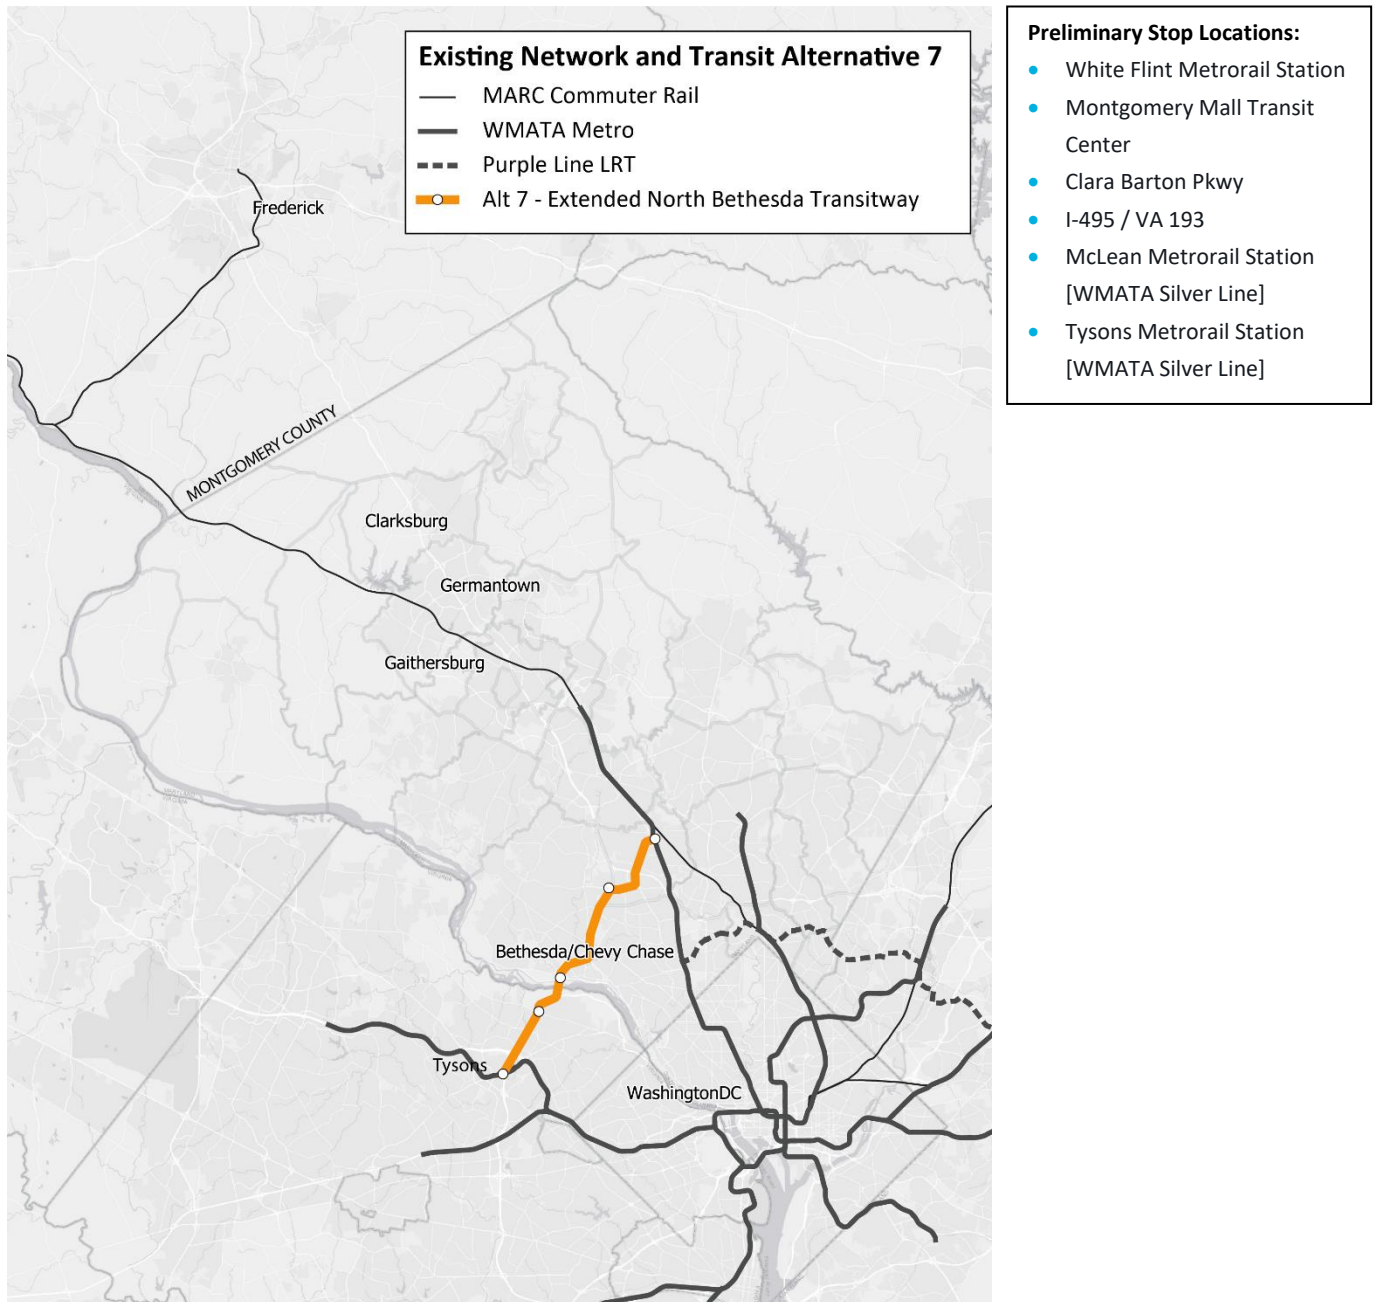 Existing Network and Transit Alternative 7
MARC Commuter Rail
WMATA Metro
Purple Line LRT
Alt 7 - Extended North Bethesda Transitway
Preliminary Stop Locations:
White Flint Metrorail Station
Montgomery Mall Transit
Center
Clara Barton Pkwy
I-495 / VA 193
McLean Metrorail Station
[WMATA Silver Line]
Tysons Metrorail Station
[WMATA Silver Line]
Frederick
MONTGOMERY COUNTY
Clarksburg
Germantown
Gaithersburg
Bethesda/Chevy Chase
Tysons
WashingtonDC